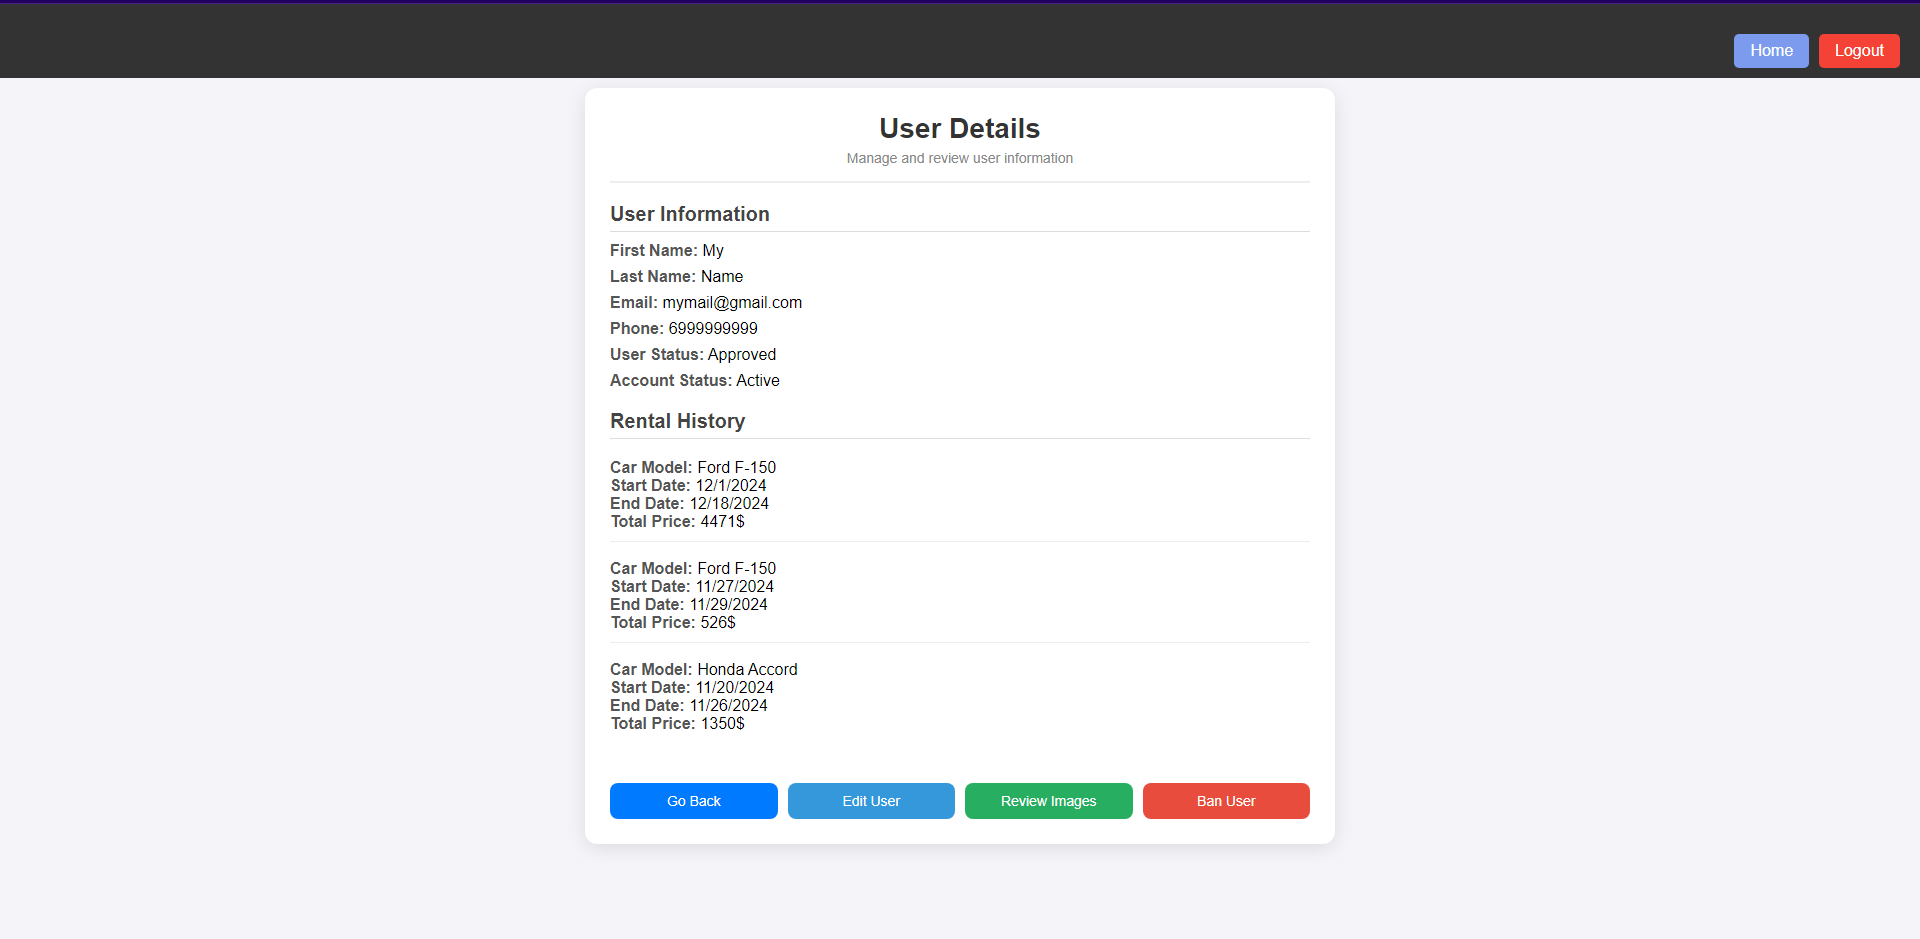 Home Logout
User Details
Manage and review user information
User Information
First Name: My
Last Name: Name
Email: mymail@gmail.com
Phone: 6999999999
User Status: Approved
Account Status: Active
Rental History
Car Model: Ford F-150
Start Date: 12/1/2024
End Date: 12/18/2024
Total Price: 4471$
Car Model: Ford F-150
Start Date: 11/27/2024
End Date: 11/29/2024
Total Price: 526$
Car Model: Honda Accord
Start Date: 11/20/2024
End Date: 11/26/2024
Total Price: 1350$
Go Back Edit User Review Images Ban User